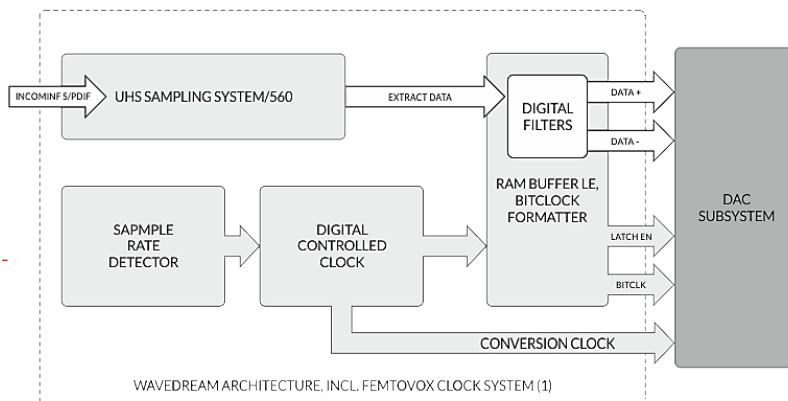 INCOMINF S/PDIF
UHS SAMPLING SYSTEM/560
EXTRACT DATA
DIGITAL
FILTERS
DATA +
DATA -
RAM BUFFER LE,
BITCLOCK
FORMATTER
DAC
SUBSYSTEM
SAPMPLE
RATE
DETECTOR
DIGITAL
CONTROLLED
CLOCK
LATCH EN
BITCLK
CONVERSION CLOCK
WAVEDREAM ARCHITECTURE, INCL. FEMTOVOX CLOCK SYSTEM (1)